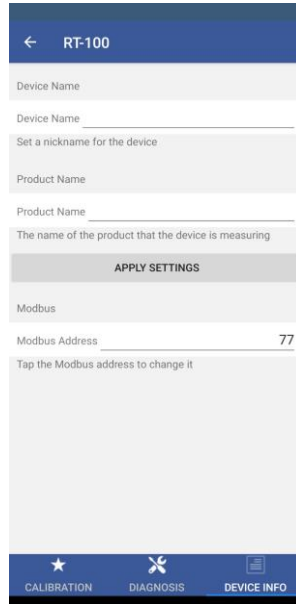 RT-100
Device Name
Device Name
Set a nickname for the device
Product Name
Product Name
The name of the product that the device is measuring
APPLY SETTINGS
Modbus
Modbus Address 77
Tap the Modbus address to change it
CALIBRATION DIAGNOSIS DEVICE INFO